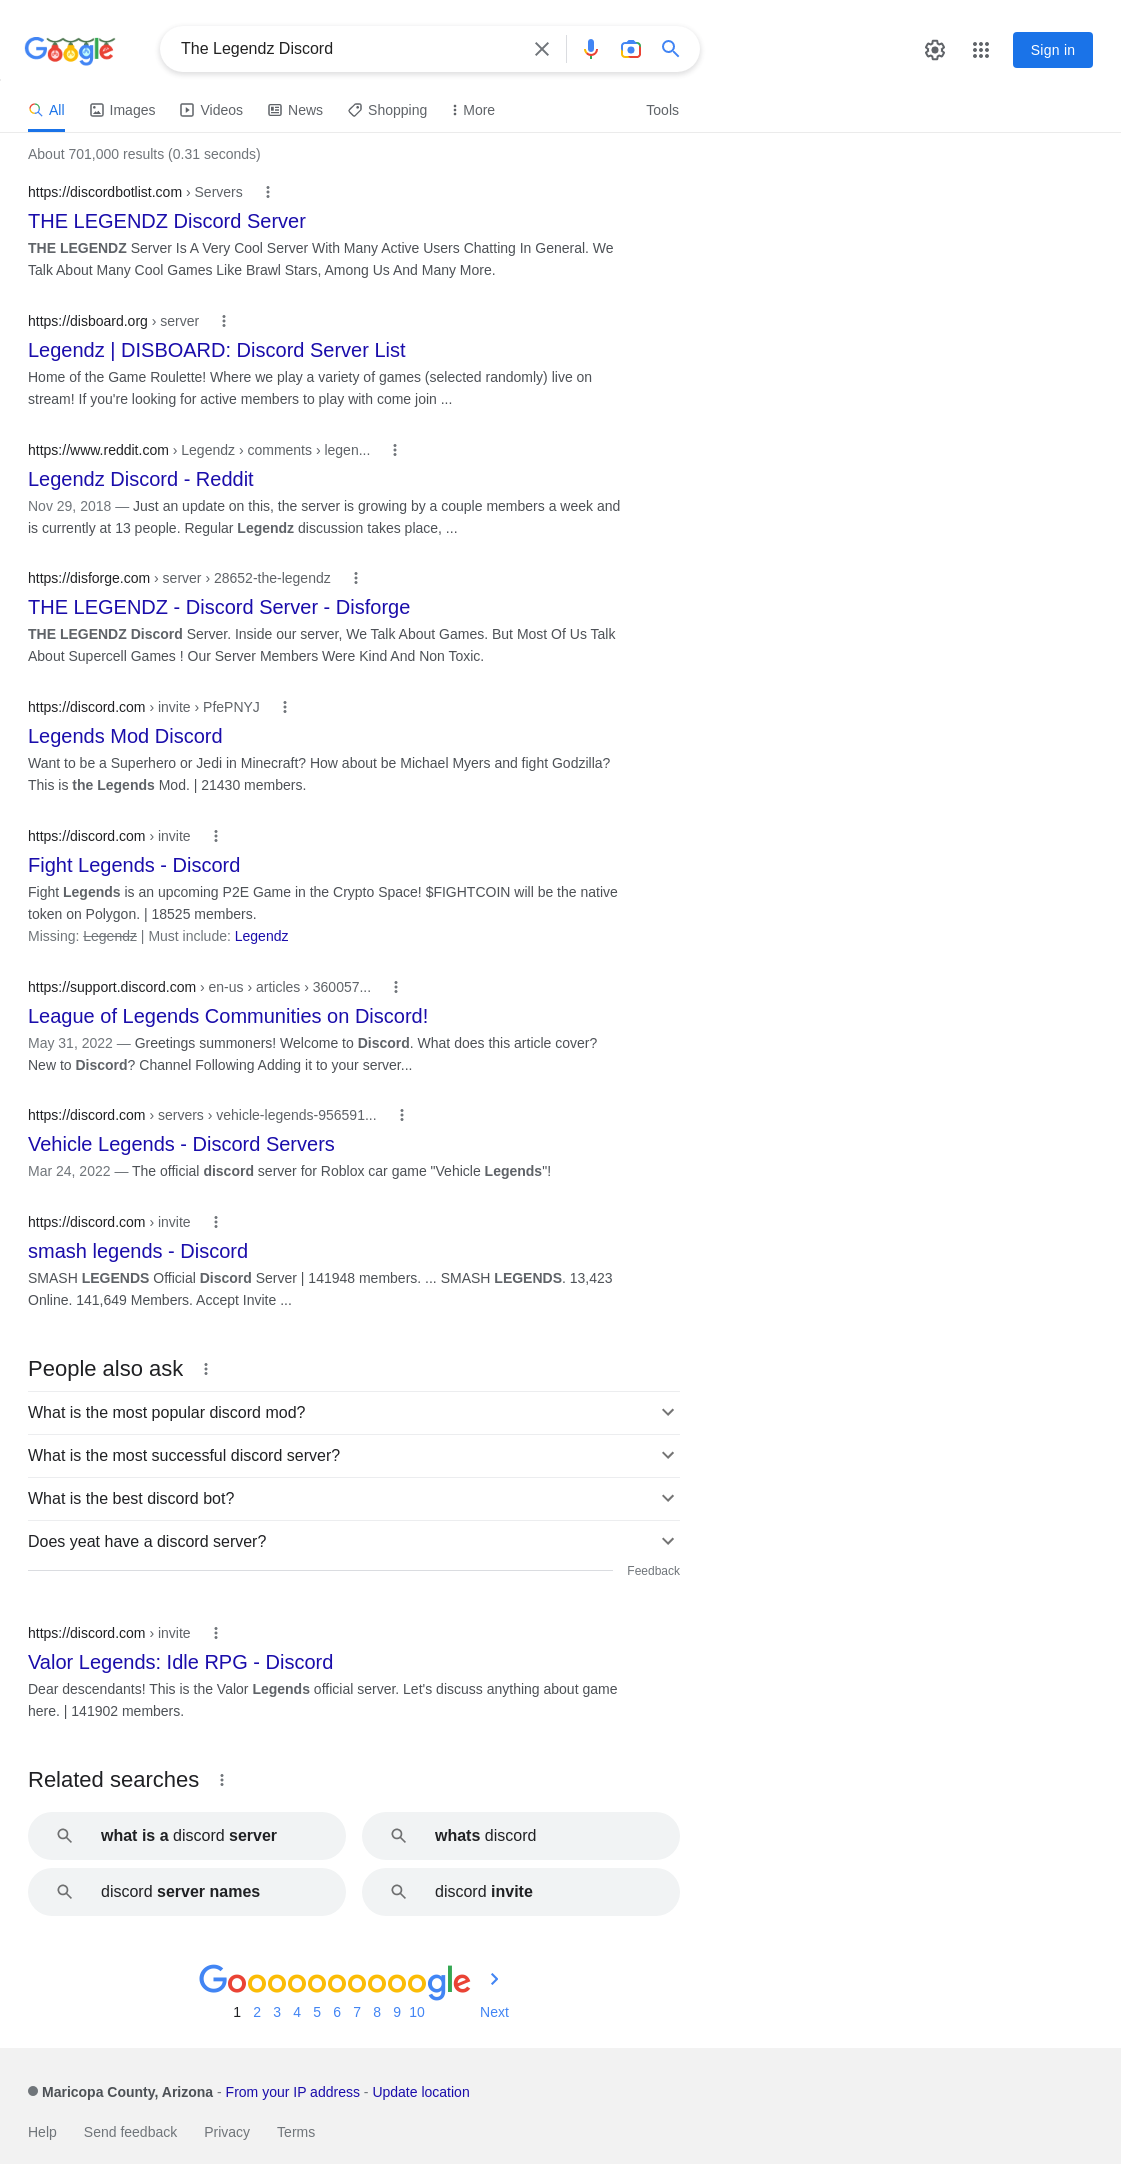 Google
The Legendz Discord
Sign in
All Images Videos News Shopping More Tools
About 701,000 results (0.31 seconds)
https://discordbotlist.com › Servers
THE LEGENDZ Discord Server
THE LEGENDZ Server Is A Very Cool Server With Many Active Users Chatting In General. We
Talk About Many Cool Games Like Brawl Stars, Among Us And Many More.
https://disboard.org › server
Legendz | DISBOARD: Discord Server List
Home of the Game Roulette! Where we play a variety of games (selected randomly) live on
stream! If you're looking for active members to play with come join ...
https://www.reddit.com › Legendz › comments › legen...
Legendz Discord - Reddit
Nov 29, 2018 — Just an update on this, the server is growing by a couple members a week and
is currently at 13 people. Regular Legendz discussion takes place, ...
https://disforge.com › server › 28652-the-legendz
THE LEGENDZ - Discord Server - Disforge
THE LEGENDZ Discord Server. Inside our server, We Talk About Games. But Most Of Us Talk
About Supercell Games ! Our Server Members Were Kind And Non Toxic.
https://discord.com › invite › PfePNYJ
Legends Mod Discord
Want to be a Superhero or Jedi in Minecraft? How about be Michael Myers and fight Godzilla?
This is the Legends Mod. | 21430 members.
https://discord.com › invite
Fight Legends - Discord
Fight Legends is an upcoming P2E Game in the Crypto Space! $FIGHTCOIN will be the native
token on Polygon. | 18525 members.
Missing: Legendz | Must include: Legendz
https://support.discord.com › en-us › articles › 360057...
League of Legends Communities on Discord!
May 31, 2022 — Greetings summoners! Welcome to Discord. What does this article cover?
New to Discord? Channel Following Adding it to your server...
https://discord.com › servers › vehicle-legends-956591...
Vehicle Legends - Discord Servers
Mar 24, 2022 — The official discord server for Roblox car game "Vehicle Legends"!
https://discord.com › invite
smash legends - Discord
SMASH LEGENDS Official Discord Server | 141948 members. ... SMASH LEGENDS. 13,423
Online. 141,649 Members. Accept Invite ...
People also ask
What is the most popular discord mod?
What is the most successful discord server?
What is the best discord bot?
Does yeat have a discord server?
Feedback
https://discord.com › invite
Valor Legends: Idle RPG - Discord
Dear descendants! This is the Valor Legends official server. Let's discuss anything about game
here. | 141902 members.
Related searches
what is a discord server
whats discord
discord server names
discord invite
Goooooooooogle
1 2 3 4 5 6 7 8 9 10 Next
Maricopa County, Arizona - From your IP address - Update location
Help Send feedback Privacy Terms